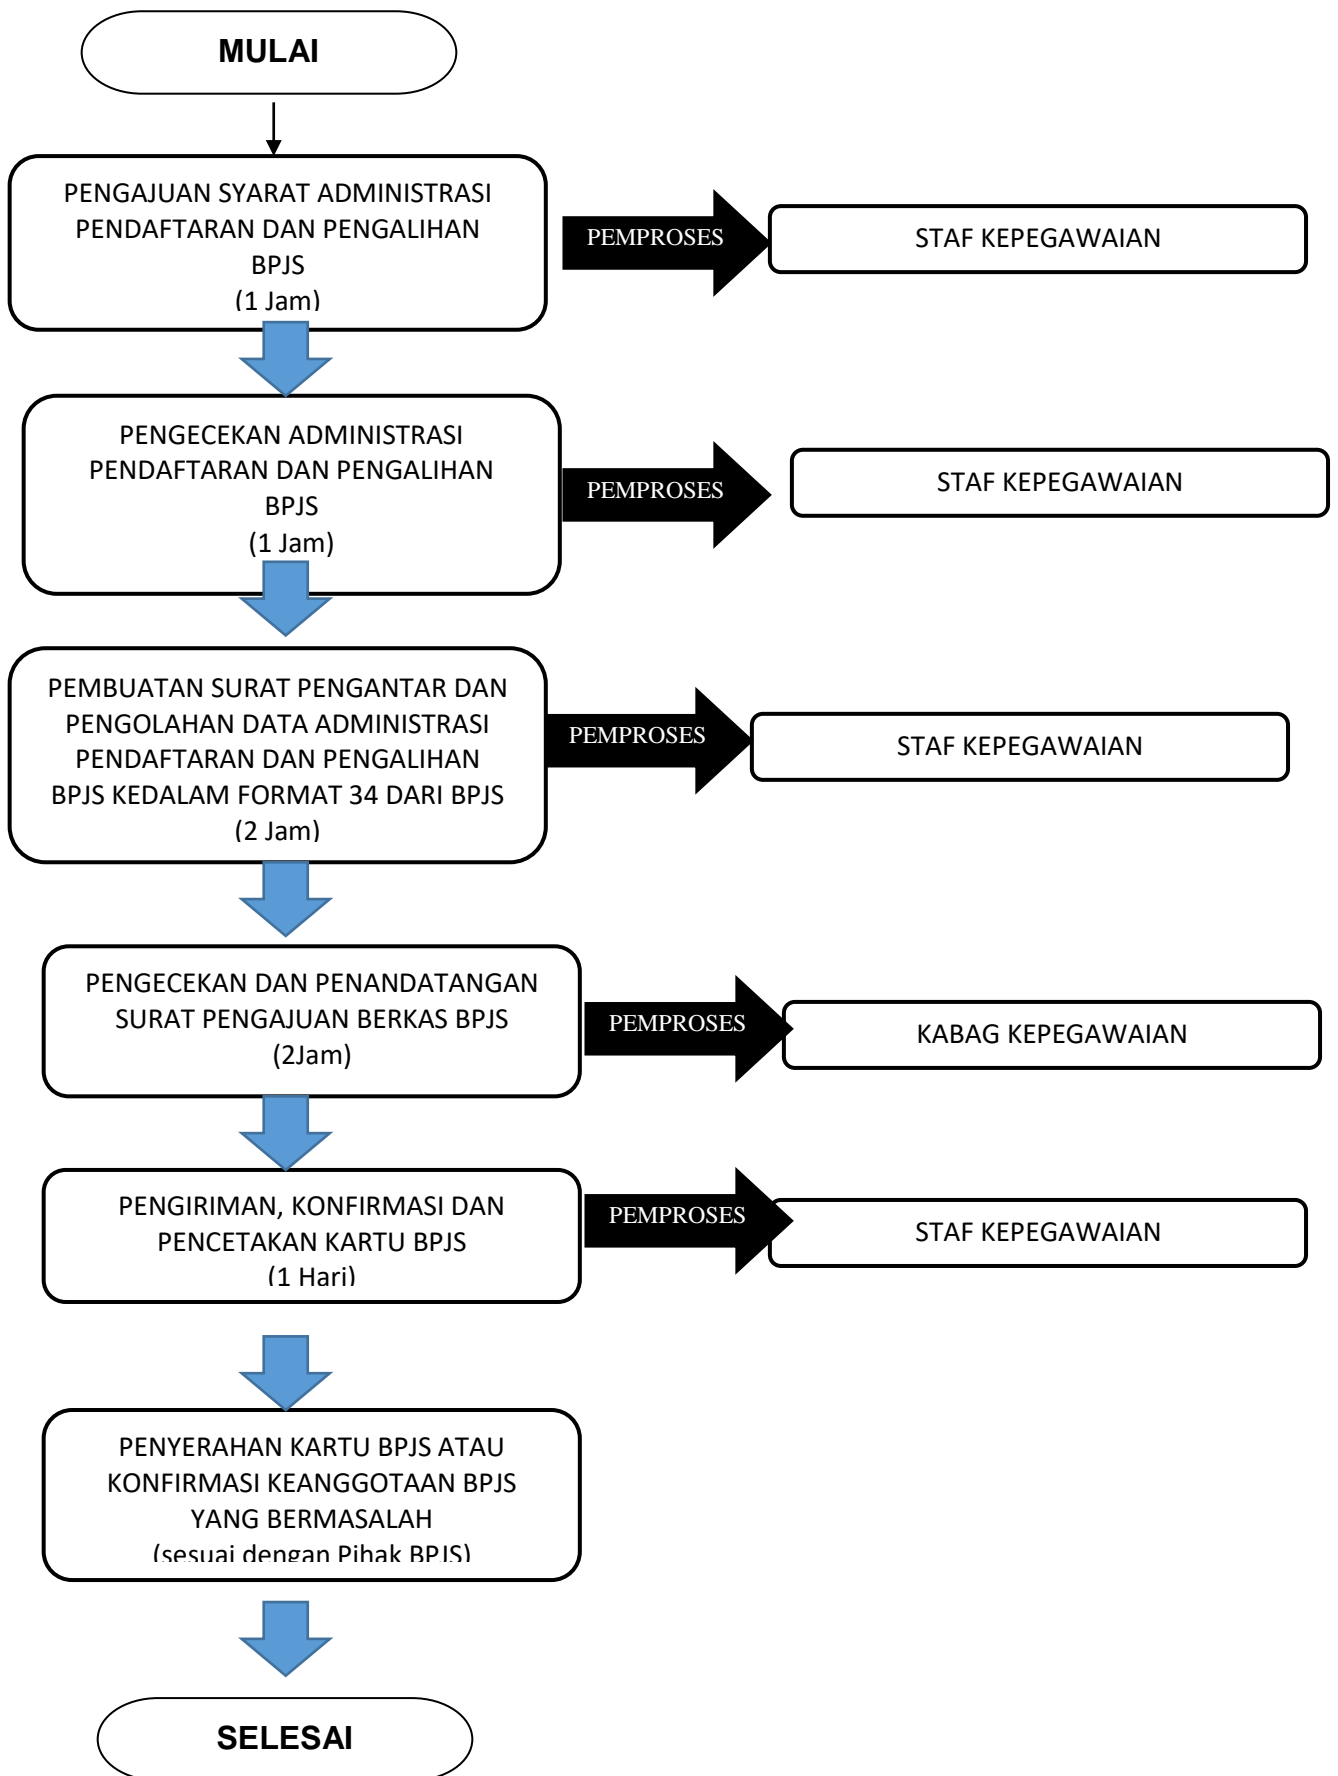 MULAI
PENGAJUAN SYARAT ADMINISTRASI
PENDAFTARAN DAN PENGALIHAN
BPJS
(1 Jam)
PEMPROSES
STAF KEPEGAWAIAN
PENGECEKAN ADMINISTRASI
PENDAFTARAN DAN PENGALIHAN
BPJS
(1 Jam)
PEMPROSES
STAF KEPEGAWAIAN
PEMBUATAN SURAT PENGANTAR DAN
PENGOLAHAN DATA ADMINISTRASI
PENDAFTARAN DAN PENGALIHAN
BPJS KEDALAM FORMAT 34 DARI BPJS
(2 Jam)
PEMPROSES
STAF KEPEGAWAIAN
PENGECEKAN DAN PENANDATANGAN
SURAT PENGAJUAN BERKAS BPJS
(2Jam)
PEMPROSES
KABAG KEPEGAWAIAN
PENGIRIMAN, KONFIRMASI DAN
PENCETAKAN KARTU BPJS
(1 Hari)
PEMPROSES
STAF KEPEGAWAIAN
PENYERAHAN KARTU BPJS ATAU
KONFIRMASI KEANGGOTAAN BPJS
YANG BERMASALAH
(sesuai dengan Pihak BPJS)
SELESAI